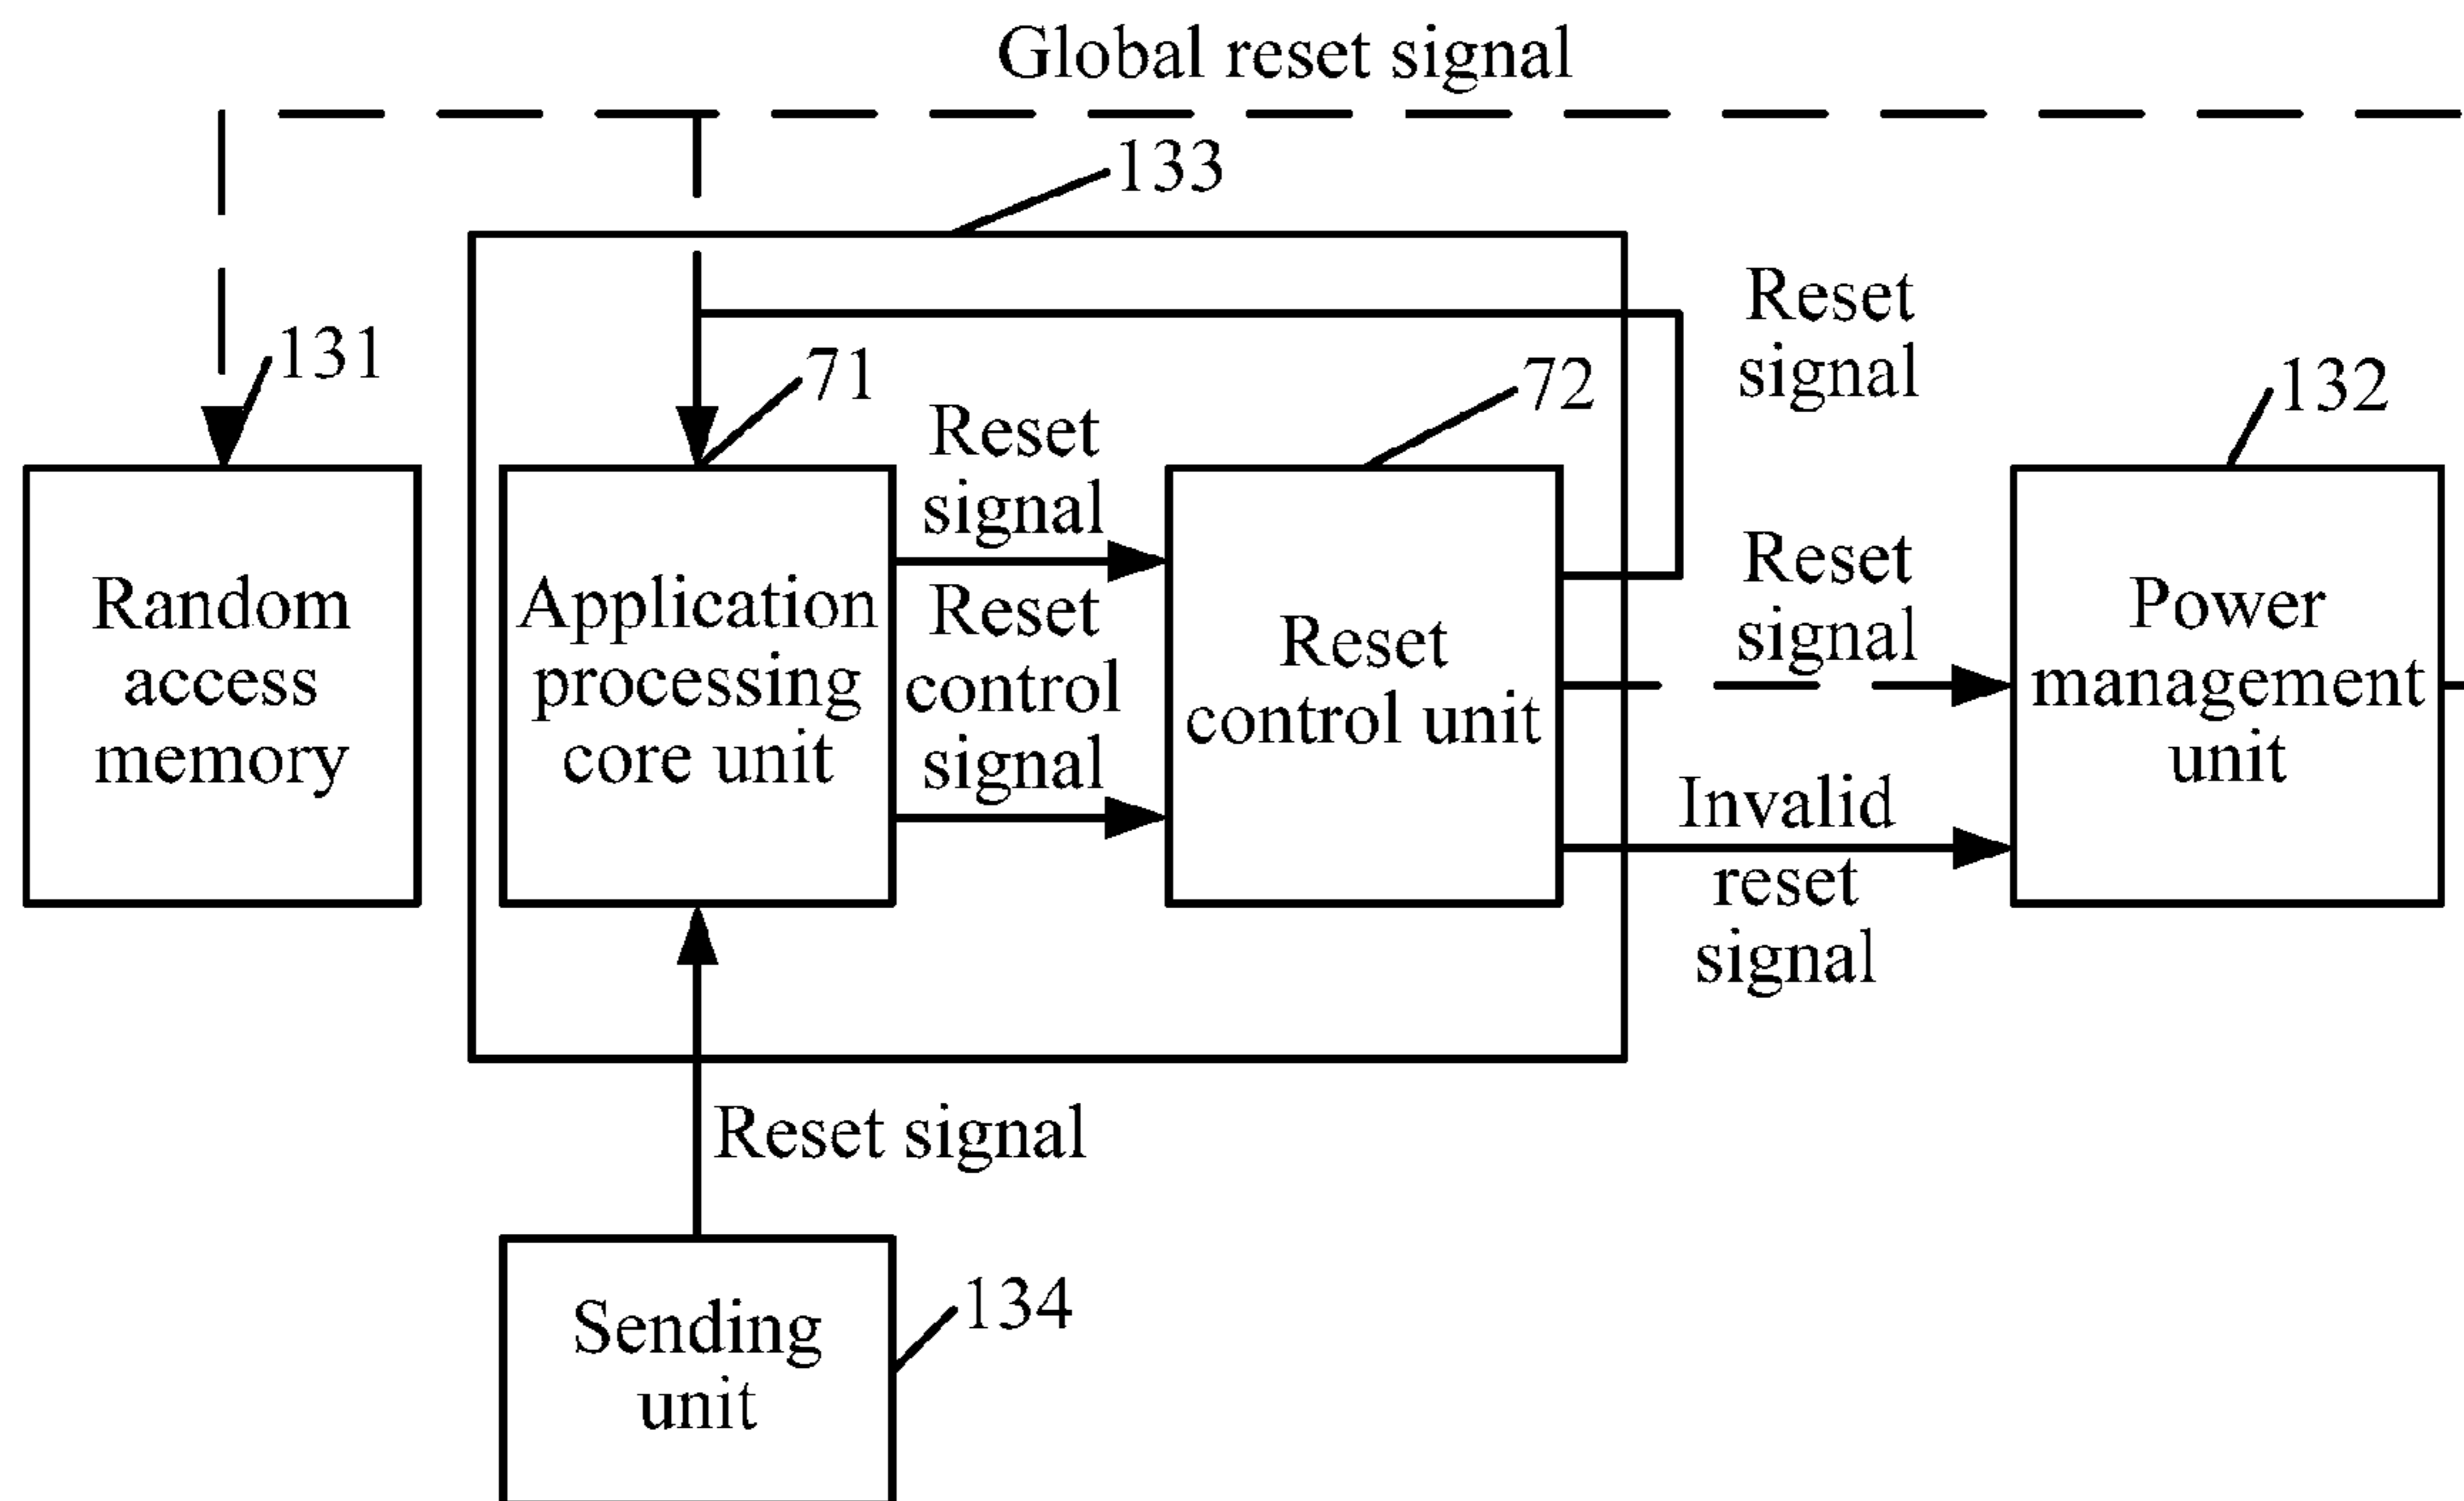 Global reset signal
133
Reset
signal
131
71
72
132
Reset
signal
Random
access
memory
Application
processing
core unit
Reset
control
signal
Reset
control unit
Reset
signal
Power
management
unit
Invalid
reset
signal
Reset signal
Sending
unit
134